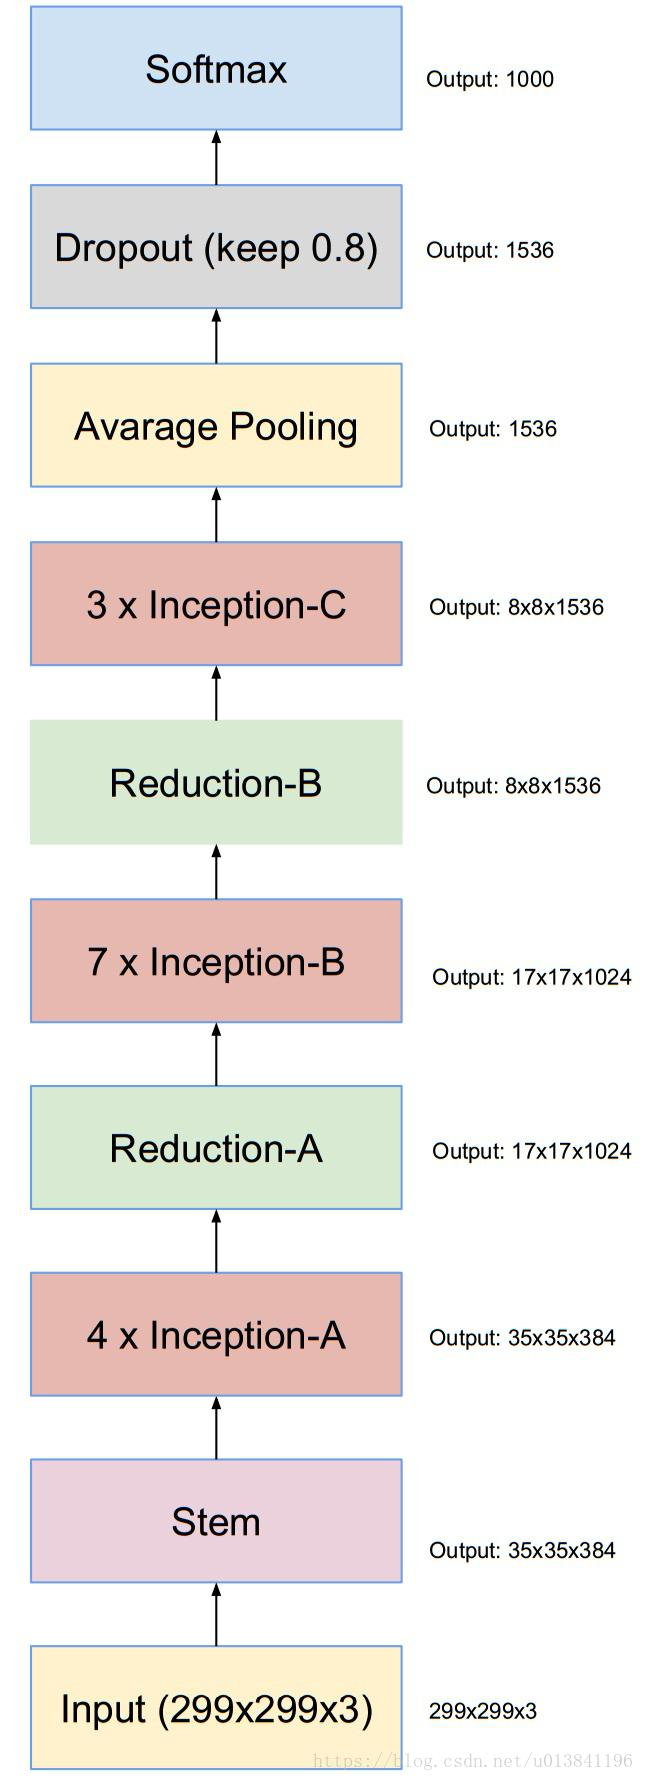 Softmax
Output: 1000
Dropout (keep 0.8)
Output: 1536
Avarage Pooling
Output: 1536
3 x Inception-C
Output: 8x8x1536
Reduction-B
Output: 8x8x1536
7 x Inception-B
Output: 17x17x1024
Reduction-A
Output: 17x17x1024
4 x Inception-A
Output: 35x35x384
Stem
Output: 35x35x384
Input (299x299x3)
299x299x3
https://blog.csdn.net/u013841196